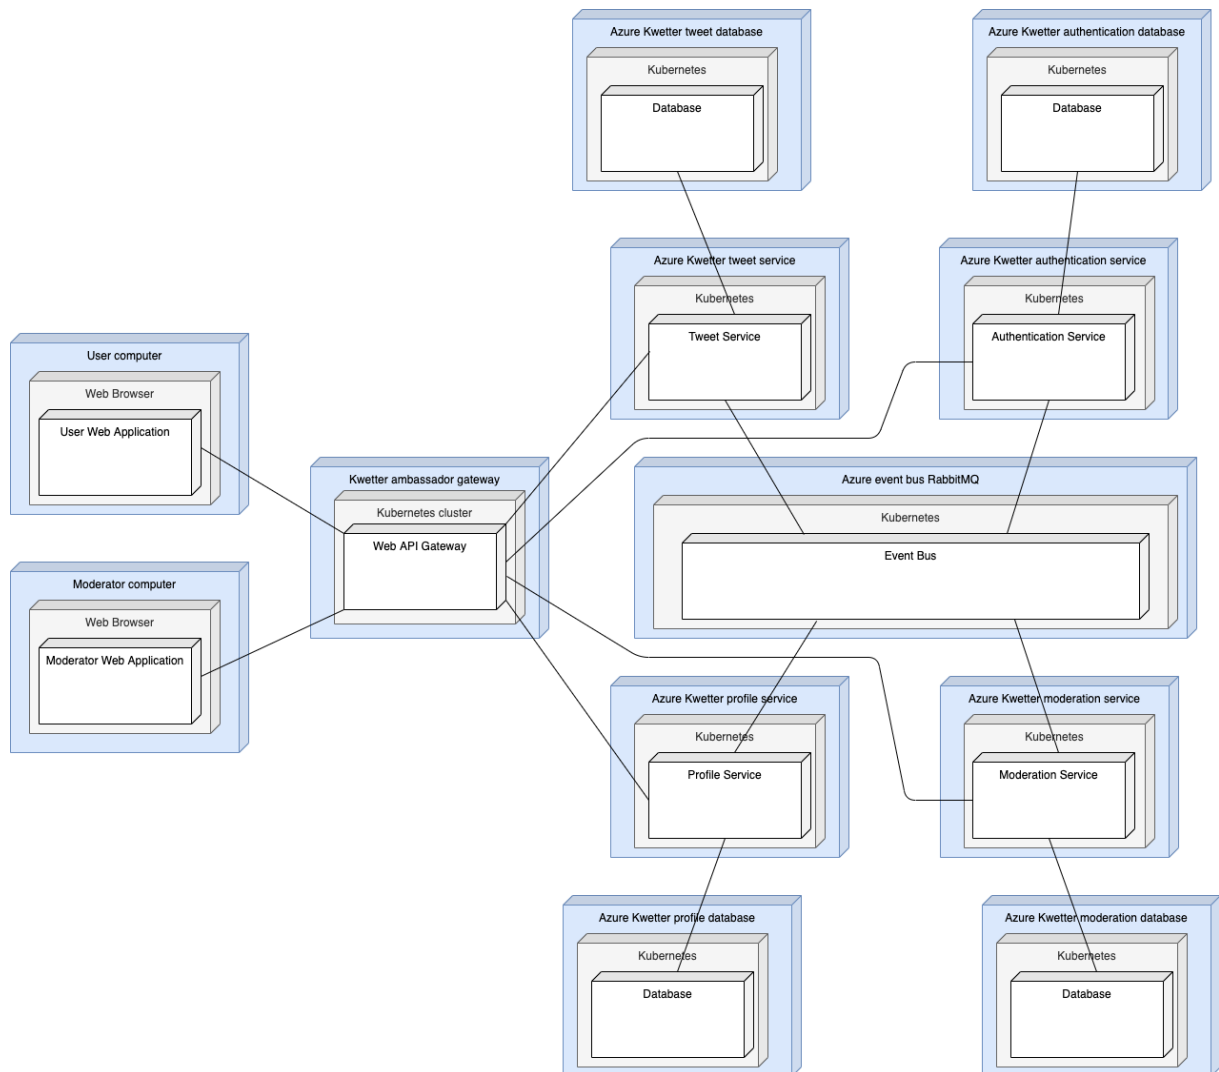 Azure Kwetter tweet database
Kubernetes
Database
Azure Kwetter authentication database
Kubernetes
Database
Azure Kwetter tweet service
Kubernetes
Tweet Service
Azure Kwetter authentication service
Kubernetes
Authentication Service
User computer
Web Browser
User Web Application
Kwetter ambassador gateway
Kubernetes cluster
Web API Gateway
Azure event bus RabbitMQ
Kubernetes
Event Bus
Moderator computer
Web Browser
Moderator Web Application
Azure Kwetter profile service
Kubernetes
Profile Service
Azure Kwetter moderation service
Kubernetes
Moderation Service
Azure Kwetter profile database
Kubernetes
Database
Azure Kwetter moderation database
Kubernetes
Database